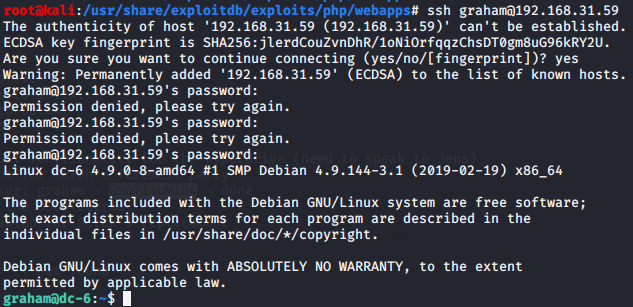 root@kali:/usr/share/exploitdb/exploits/php/webapps# ssh graham@192.168.31.59
The authenticity of host '192.168.31.59 (192.168.31.59)' can't be established.
ECDSA key fingerprint is SHA256:jlerdCouZvnDhR/1oNiOrfqqzChsDT0gm8uG96kRY2U.
Are you sure you want to continue connecting (yes/no/[fingerprint])? yes
Warning: Permanently added '192.168.31.59' (ECDSA) to the list of known hosts.
graham@192.168.31.59's password:
Permission denied, please try again.
graham@192.168.31.59's password:
Permission denied, please try again.
graham@192.168.31.59's password:
Linux dc-6 4.9.0-8-amd64 #1 SMP Debian 4.9.144-3.1 (2019-02-19) x86_64
The programs included with the Debian GNU/Linux system are free software;
the exact distribution terms for each program are described in the
individual files in /usr/share/doc/*/copyright.
Debian GNU/Linux comes with ABSOLUTELY NO WARRANTY, to the extent
permitted by applicable law.
graham@dc-6:~$